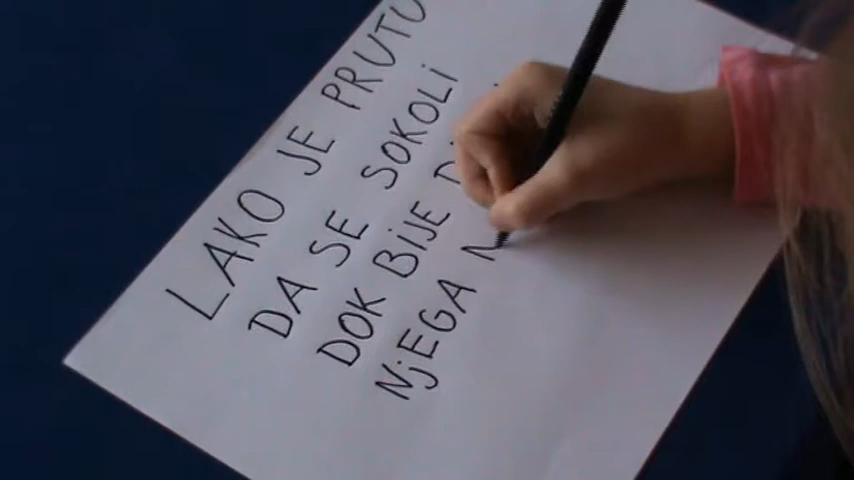 LAKO JE PRUTU
DA SE SOKOLI
DOK BIJE
NjEGA